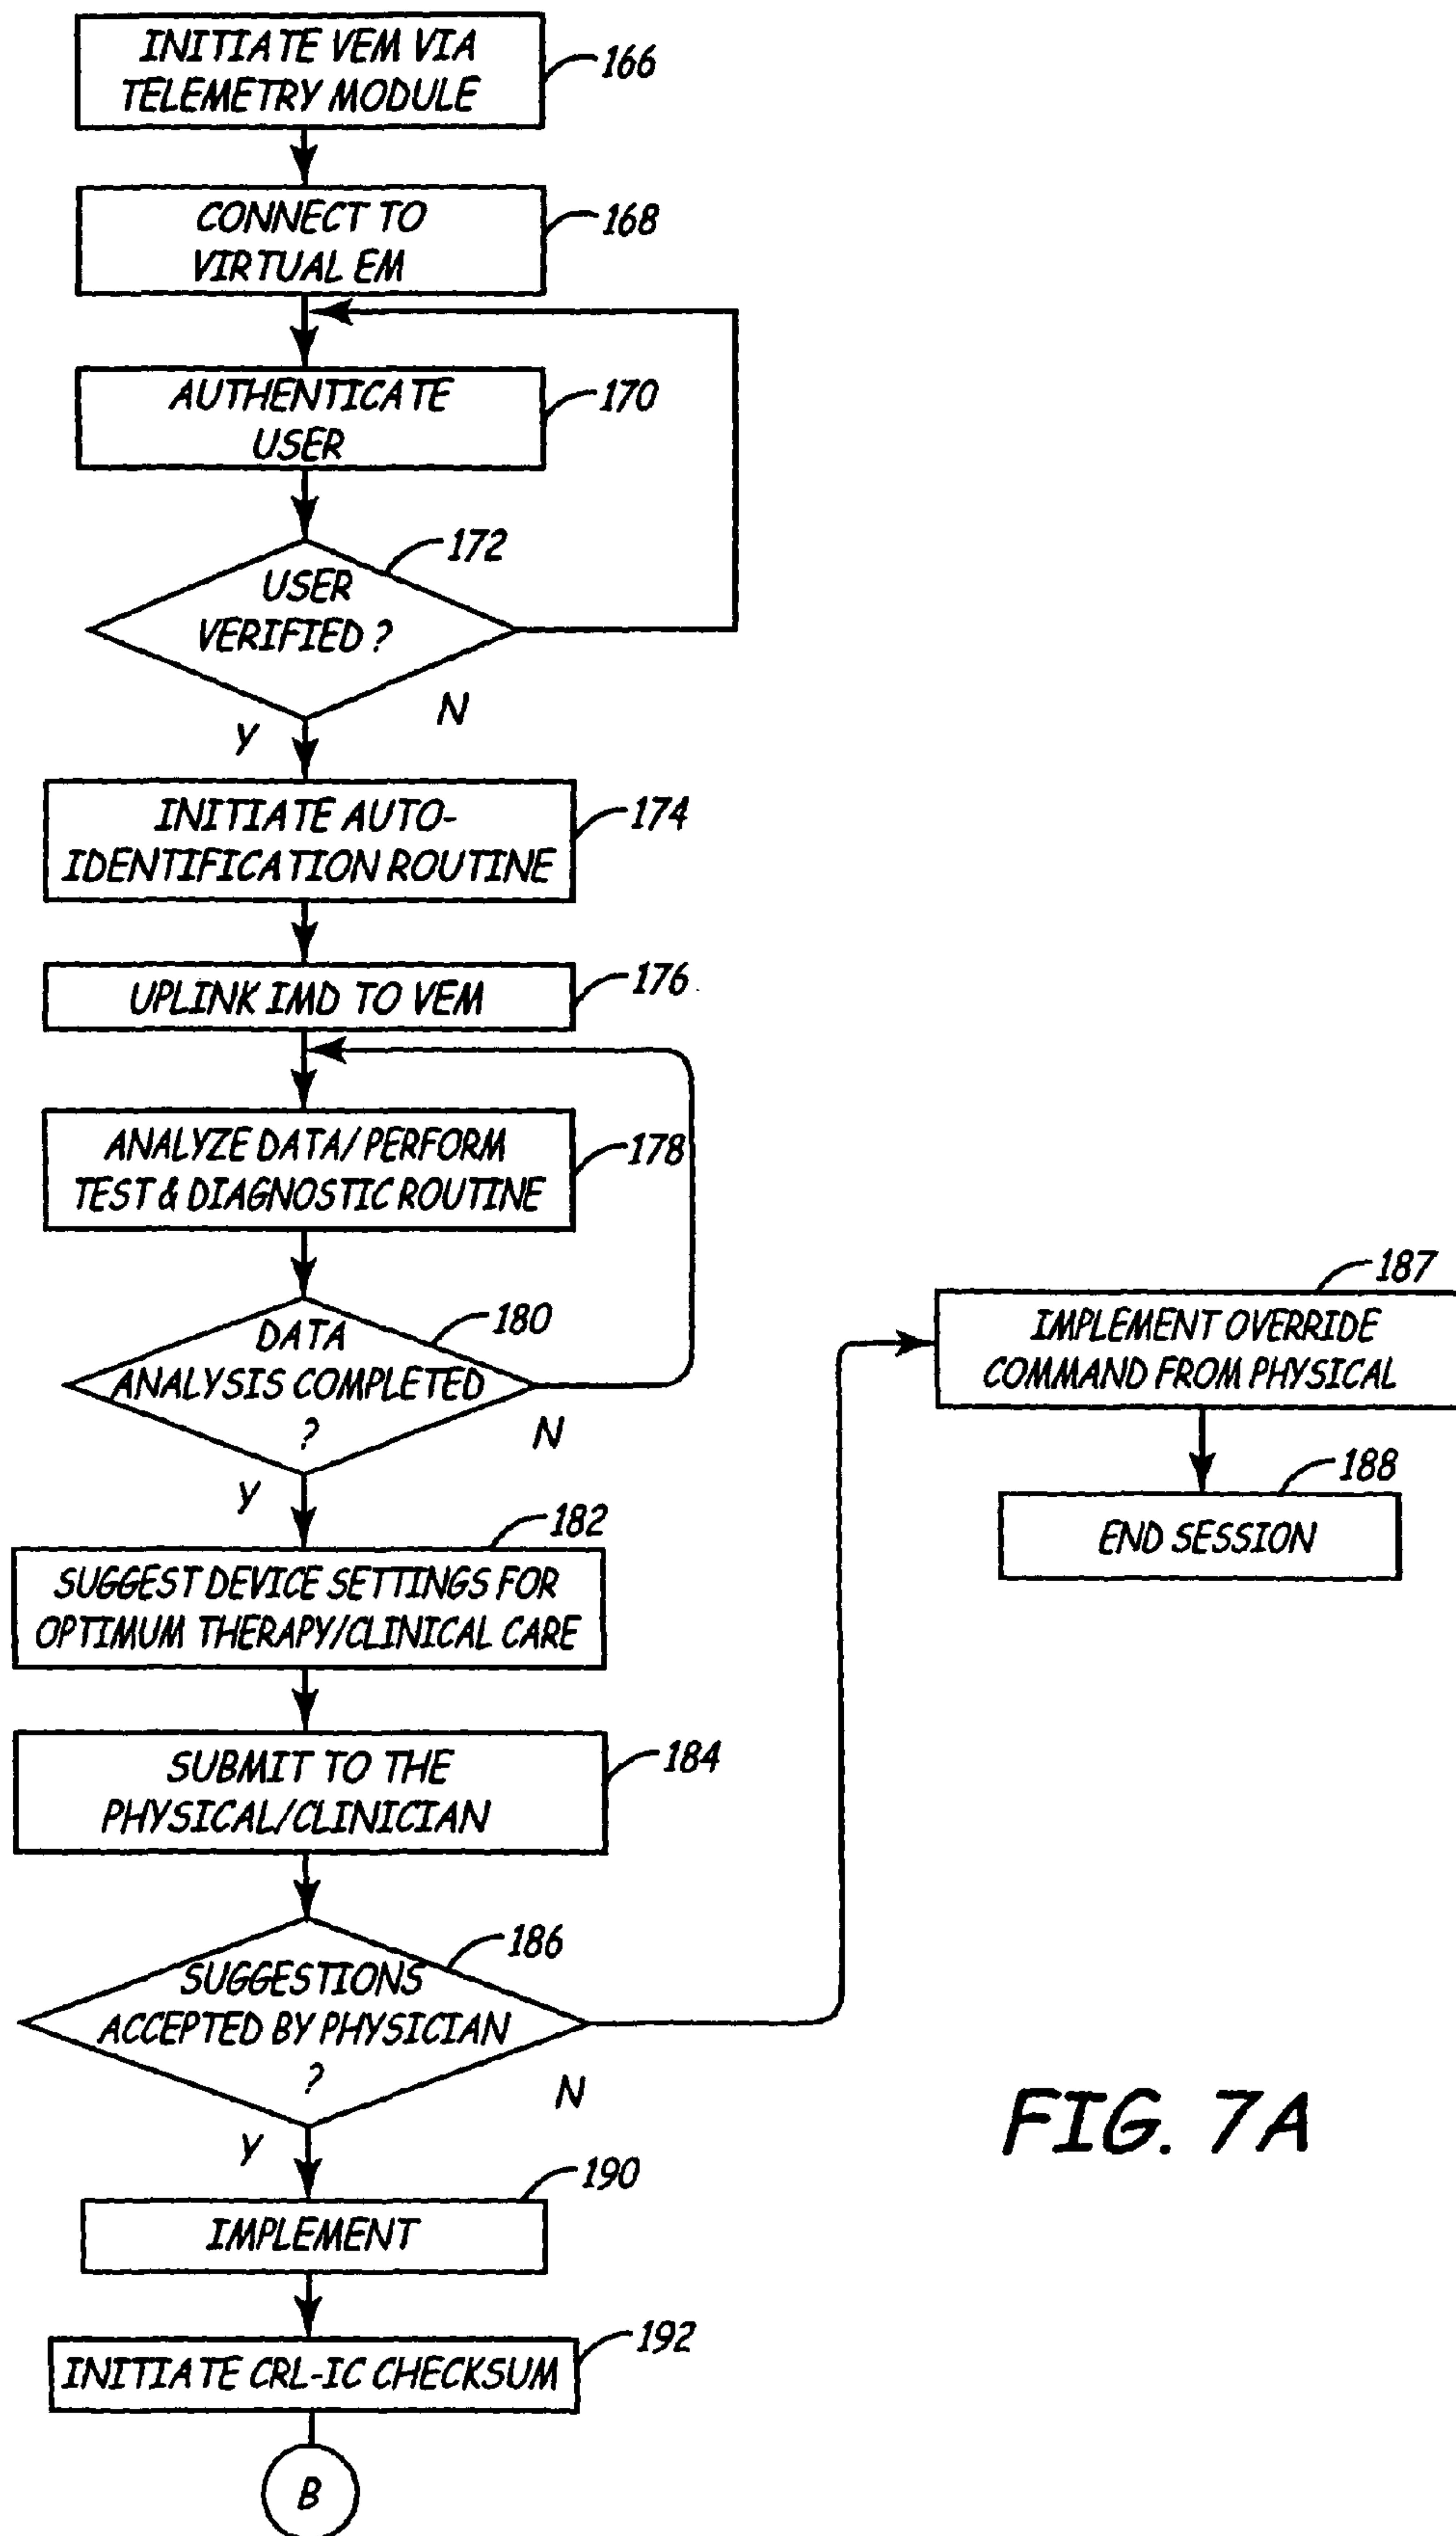 INITIATE VEM VIA
TELEMETRY MODULE
166
CONNECT TO
VIRTUAL EM
168
AUTHENTICATE
USER
170
172
USER
VERIFIED ?
N
Y
INITIATE AUTO-
IDENTIFICATION ROUTINE
174
UPLINK IMD TO VEM
176
ANALYZE DATA/ PERFORM
TEST & DIAGNOSTIC ROUTINE
178
180
DATA
ANALYSIS COMPLETED
?
N
Y
182
SUGGEST DEVICE SETTINGS FOR
OPTIMUM THERAPY/CLINICAL CARE
SUBMIT TO THE
PHYSICAL/CLINICIAN
184
186
SUGGESTIONS
ACCEPTED BY PHYSICIAN
?
N
Y
187
IMPLEMENT OVERRIDE
COMMAND FROM PHYSICAL
188
END SESSION
190
IMPLEMENT
192
INITIATE CRL-IC CHECKSUM
B
FIG. 7A